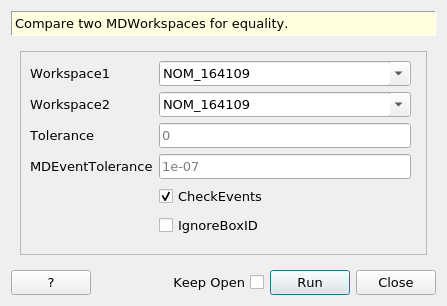 Compare two MDWorkspaces for equality.
Workspace1 NOM_164109
Workspace2 NOM_164109
Tolerance 0
MDEventTolerance 1e-07
CheckEvents
IgnoreBoxID
? Keep Open Run Close